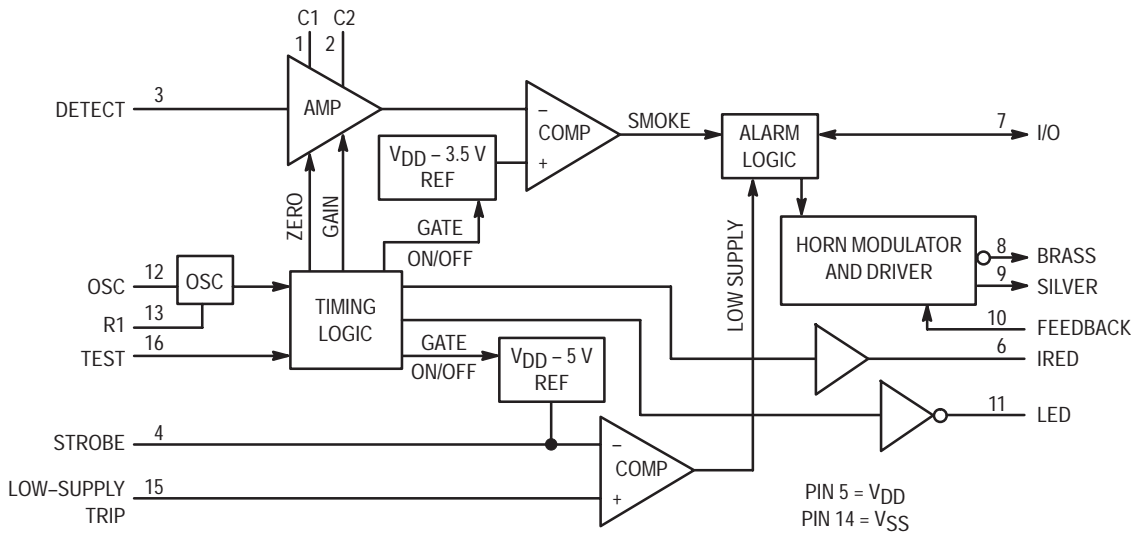 C1 C2
1 2
DETECT 3
AMP
–
COMP
+
SMOKE
ALARM
LOGIC
7 I/O
VDD – 3.5 V
REF
ZERO
GAIN
GATE
ON/OFF
LOW SUPPLY
HORN MODULATOR
AND DRIVER
8 BRASS
9 SILVER
10 FEEDBACK
OSC 12
OSC
R1 13
TEST 16
TIMING
LOGIC
GATE
ON/OFF
VDD – 5 V
REF
6 IRED
11 LED
STROBE 4
–
COMP
+
LOW–SUPPLY 15
TRIP
PIN 5 = VDD
PIN 14 = VSS